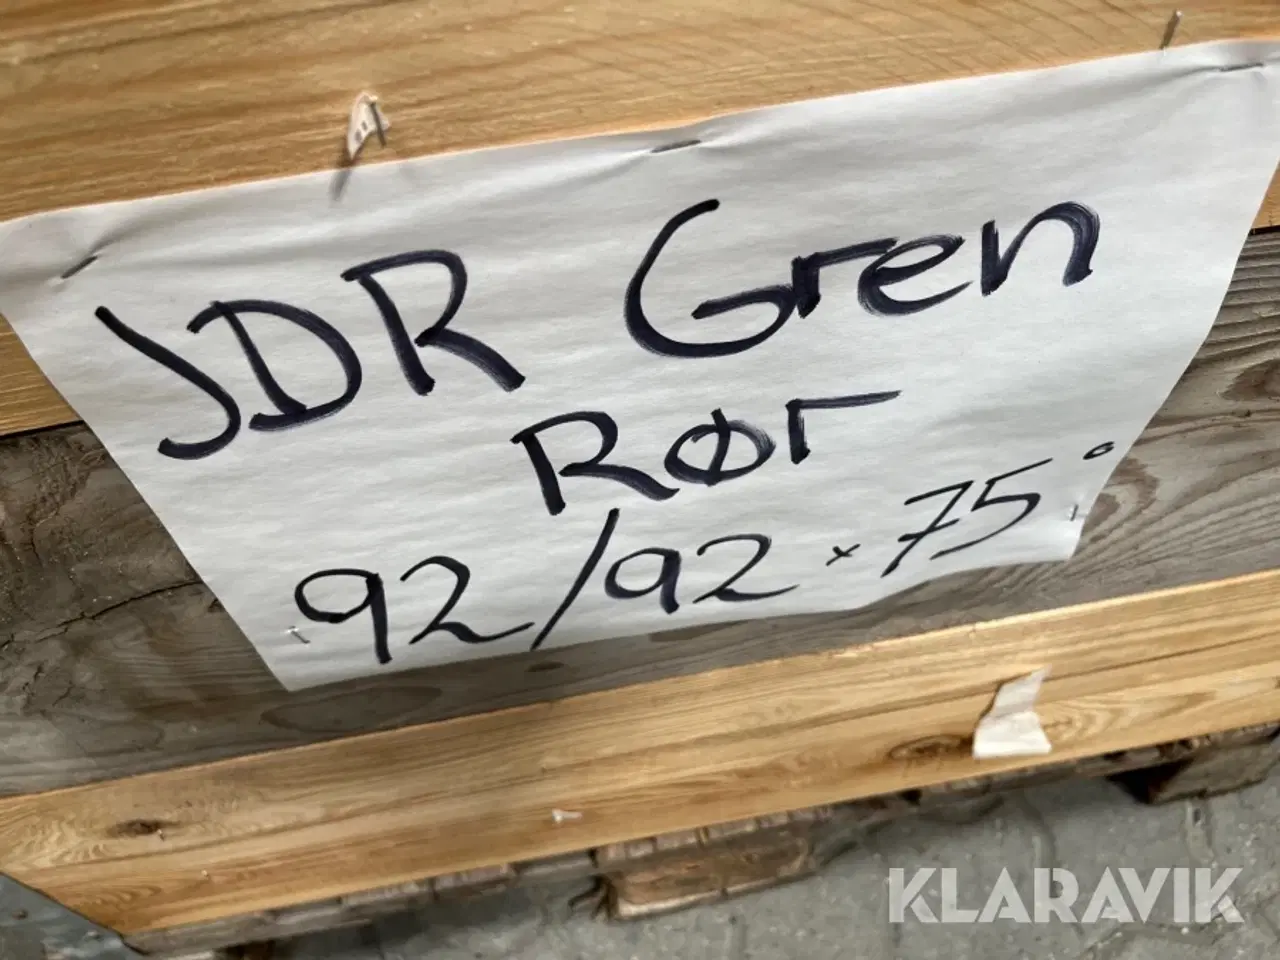 JDR Gren
Rør
92/92 × 75°
KLARAVIK